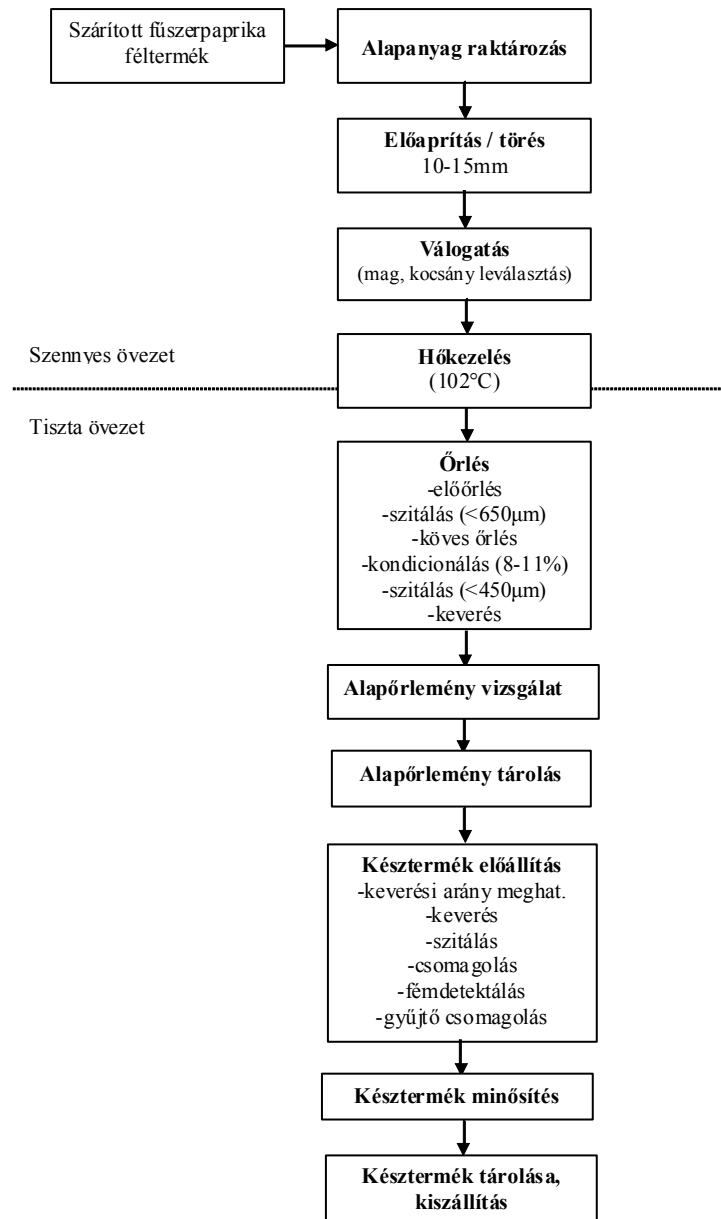 Szárított fűszerpaprika
féltermék
Alapanyag raktározás
Előaprítás / törés
10-15mm
Válogatás
(mag, kocsány leválasztás)
Szennyes övezet
Hőkezelés
(102°C)
Tiszta övezet
Őrlés
-előőrlés
-szitálás (<650μm)
-köves őrlés
-kondicionálás (8-11%)
-szitálás (<450μm)
-keverés
Alapőrlemény vizsgálat
Alapőrlemény tárolás
Késztermék előállítás
-keverési arány meghat.
-keverés
-szitálás
-csomagolás
-fémdetektálás
-gyűjtő csomagolás
Késztermék minősítés
Késztermék tárolása,
kiszállítás